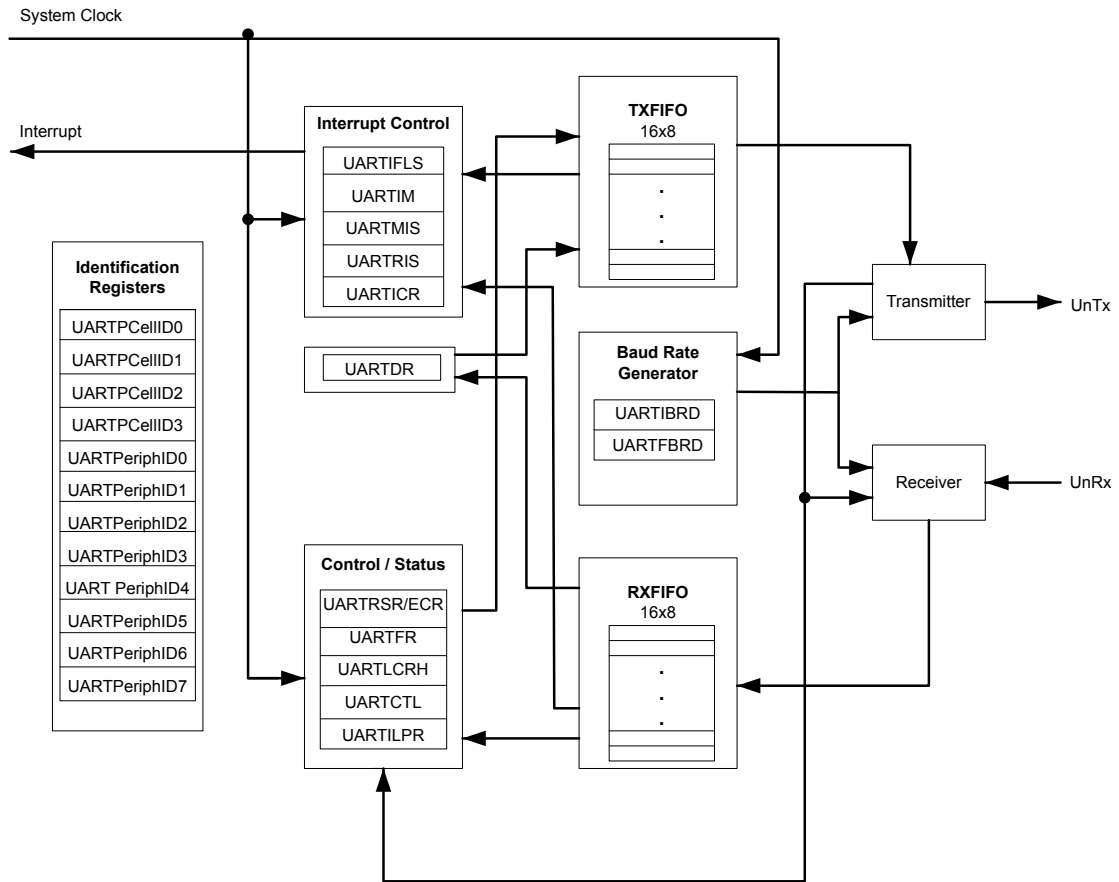 System Clock
Interrupt
Identification
Registers
UARTPCellID0
UARTPCellID1
UARTPCellID2
UARTPCellID3
UARTPeriphID0
UARTPeriphID1
UARTPeriphID2
UARTPeriphID3
UART PeriphID4
UARTPeriphID5
UARTPeriphID6
UARTPeriphID7
Interrupt Control
UARTIFLS
UARTIM
UARTMIS
UARTRIS
UARTICR
UARTDR
Control / Status
UARTRSR/ECR
UARTFR
UARTLCRH
UARTCTL
UARTILPR
TXFIFO
16x8
.
.
.
Baud Rate
Generator
UARTIBRD
UARTFBRD
RXFIFO
16x8
.
.
.
Transmitter
UnTx
Receiver
UnRx